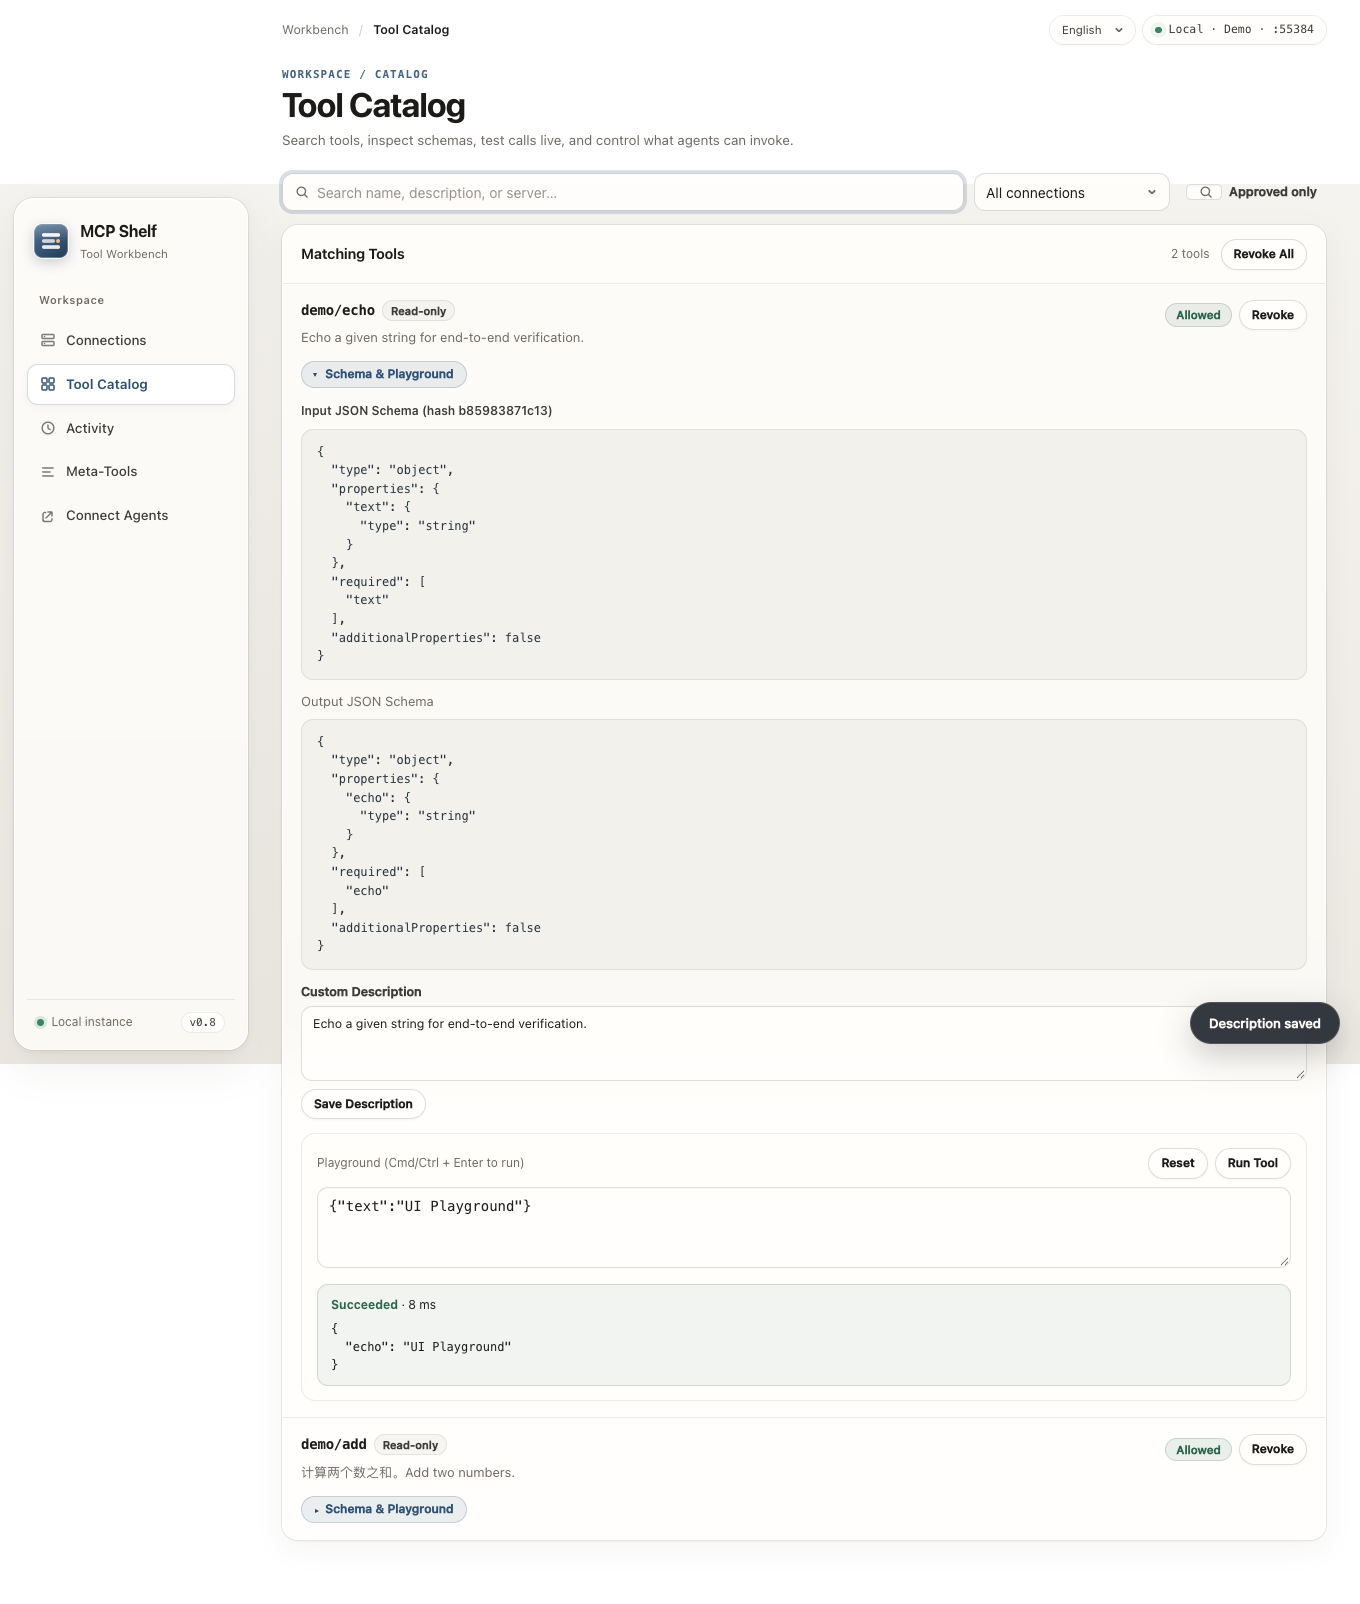 Workbench / Tool Catalog
English
Local · Demo · :55384
WORKSPACE / CATALOG
Tool Catalog
Search tools, inspect schemas, test calls live, and control what agents can invoke.
Search name, description, or server...
All connections
Approved only
MCP Shelf
Tool Workbench
Workspace
Connections
Tool Catalog
Activity
Meta-Tools
Connect Agents
Local instance
v0.8
Matching Tools
2 tools
Revoke All
demo/echo Read-only
Allowed
Revoke
Echo a given string for end-to-end verification.
Schema & Playground
Input JSON Schema (hash b85983871c13)
{
  "type": "object",
  "properties": {
    "text": {
      "type": "string"
    }
  },
  "required": [
    "text"
  ],
  "additionalProperties": false
}
Output JSON Schema
{
  "type": "object",
  "properties": {
    "echo": {
      "type": "string"
    }
  },
  "required": [
    "echo"
  ],
  "additionalProperties": false
}
Custom Description
Echo a given string for end-to-end verification.
Description saved
Save Description
Playground (Cmd/Ctrl + Enter to run)
Reset
Run Tool
{"text":"UI Playground"}
Succeeded · 8 ms
{
  "echo": "UI Playground"
}
demo/add Read-only
Allowed
Revoke
计算两个数之和。Add two numbers.
Schema & Playground